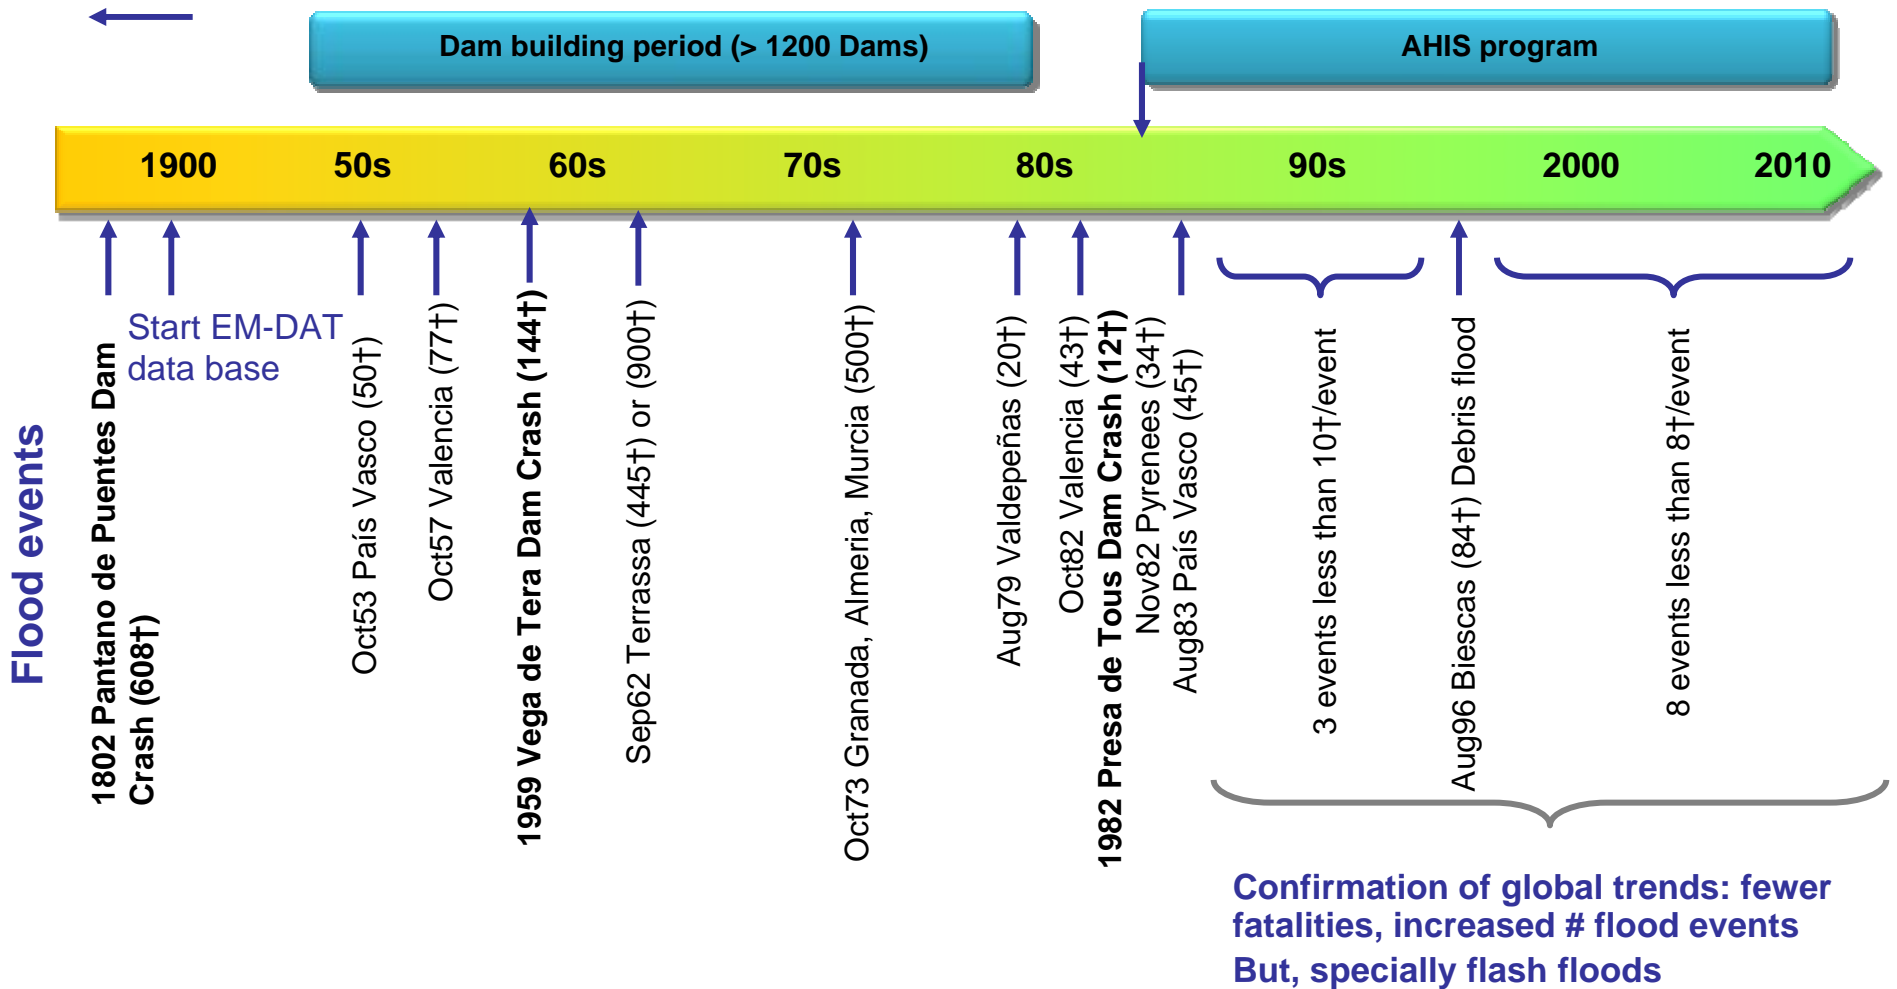 Dam building period (> 1200 Dams)
AHIS program
1900
50s
60s
70s
80s
90s
2000
2010
Flood events
1802 Pantano de Puentes Dam
Crash (608†)
Start EM-DAT
data base
Oct53 País Vasco (50†)
Oct57 Valencia (77†)
1959 Vega de Tera Dam Crash (144†)
Sep62 Terrassa (445†) or (900†)
Oct73 Granada, Almeria, Murcia (500†)
Aug79 Valdepeñas (20†)
Oct82 Valencia (43†)
1982 Presa de Tous Dam Crash (12†)
Nov82 Pyrenees (34†)
Aug83 País Vasco (45†)
3 events less than 10†/event
Aug96 Biescas (84†) Debris flood
8 events less than 8†/event
Confirmation of global trends: fewer
fatalities, increased # flood events
But, specially flash floods